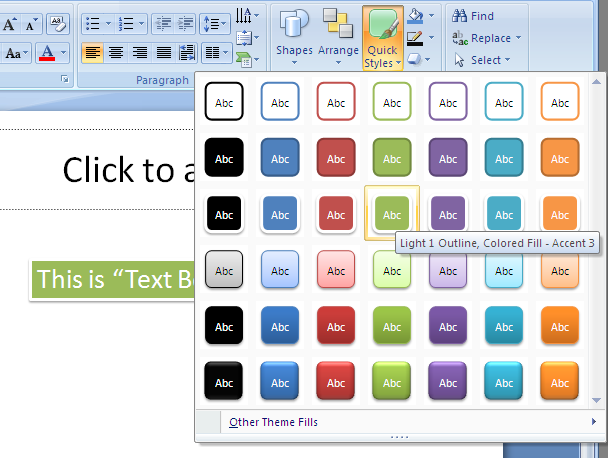 Aa A
Paragraph
Shapes Arrange Quick Styles
Find
Replace
Select
Click to a
This is “Text Bo
Abc Abc Abc Abc Abc Abc Abc
Abc Abc Abc Abc Abc Abc Abc
Abc Abc Abc Abc Abc Abc Abc
Light 1 Outline, Colored Fill - Accent 3
Abc Abc Abc Abc Abc Abc Abc
Abc Abc Abc Abc Abc Abc Abc
Abc Abc Abc Abc Abc Abc Abc
Other Theme Fills